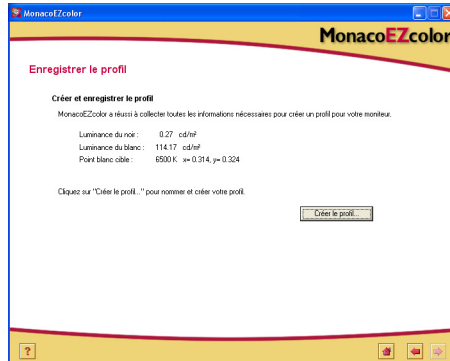 MonacoEZcolor
MonacoEZcolor
Enregistrer le profil
Créer et enregistrer le profil
MonacoEZcolor a réussi à collecter toutes les informations nécessaires pour créer un profil pour votre moniteur.
Luminance du noir : 0.27 cd/m²
Luminance du blanc : 114.17 cd/m²
Point blanc cible : 6500 K x= 0.314, y= 0.324
Cliquez sur "Créer le profil..." pour nommer et créer votre profil.
Créer le profil...
?